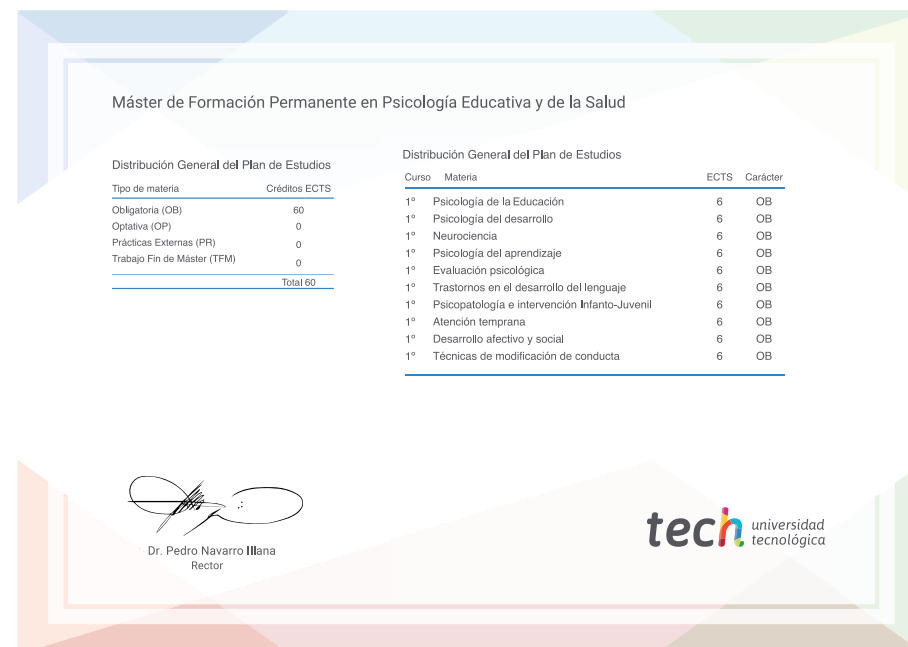 Máster de Formación Permanente en Psicología Educativa y de la Salud
Distribución General del Plan de Estudios
Tipo de materia Créditos ECTS
Obligatoria (OB) 60
Optativa (OP) 0
Prácticas Externas (PR) 0
Trabajo Fin de Máster (TFM) 0
Total 60
Distribución General del Plan de Estudios
Curso Materia ECTS Carácter
1º Psicología de la Educación 6 OB
1º Psicología del desarrollo 6 OB
1º Neurociencia 6 OB
1º Psicología del aprendizaje 6 OB
1º Evaluación psicológica 6 OB
1º Trastornos en el desarrollo del lenguaje 6 OB
1º Psicopatología e intervención Infanto-Juvenil 6 OB
1º Atención temprana 6 OB
1º Desarrollo afectivo y social 6 OB
1º Técnicas de modificación de conducta 6 OB
Dr. Pedro Navarro Illana
Rector
tech universidad
tecnológica